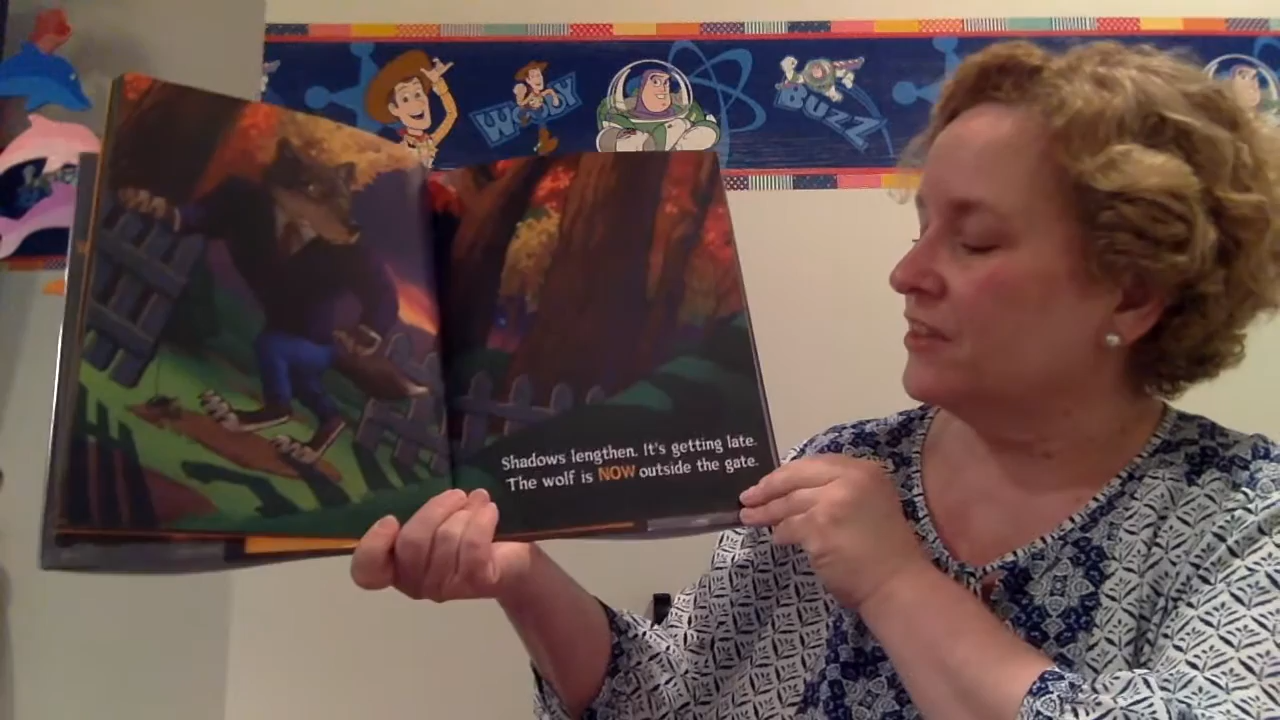 WOODY
BUZZ
Shadows lengthen. It's getting late.
The wolf is NOW outside the gate.